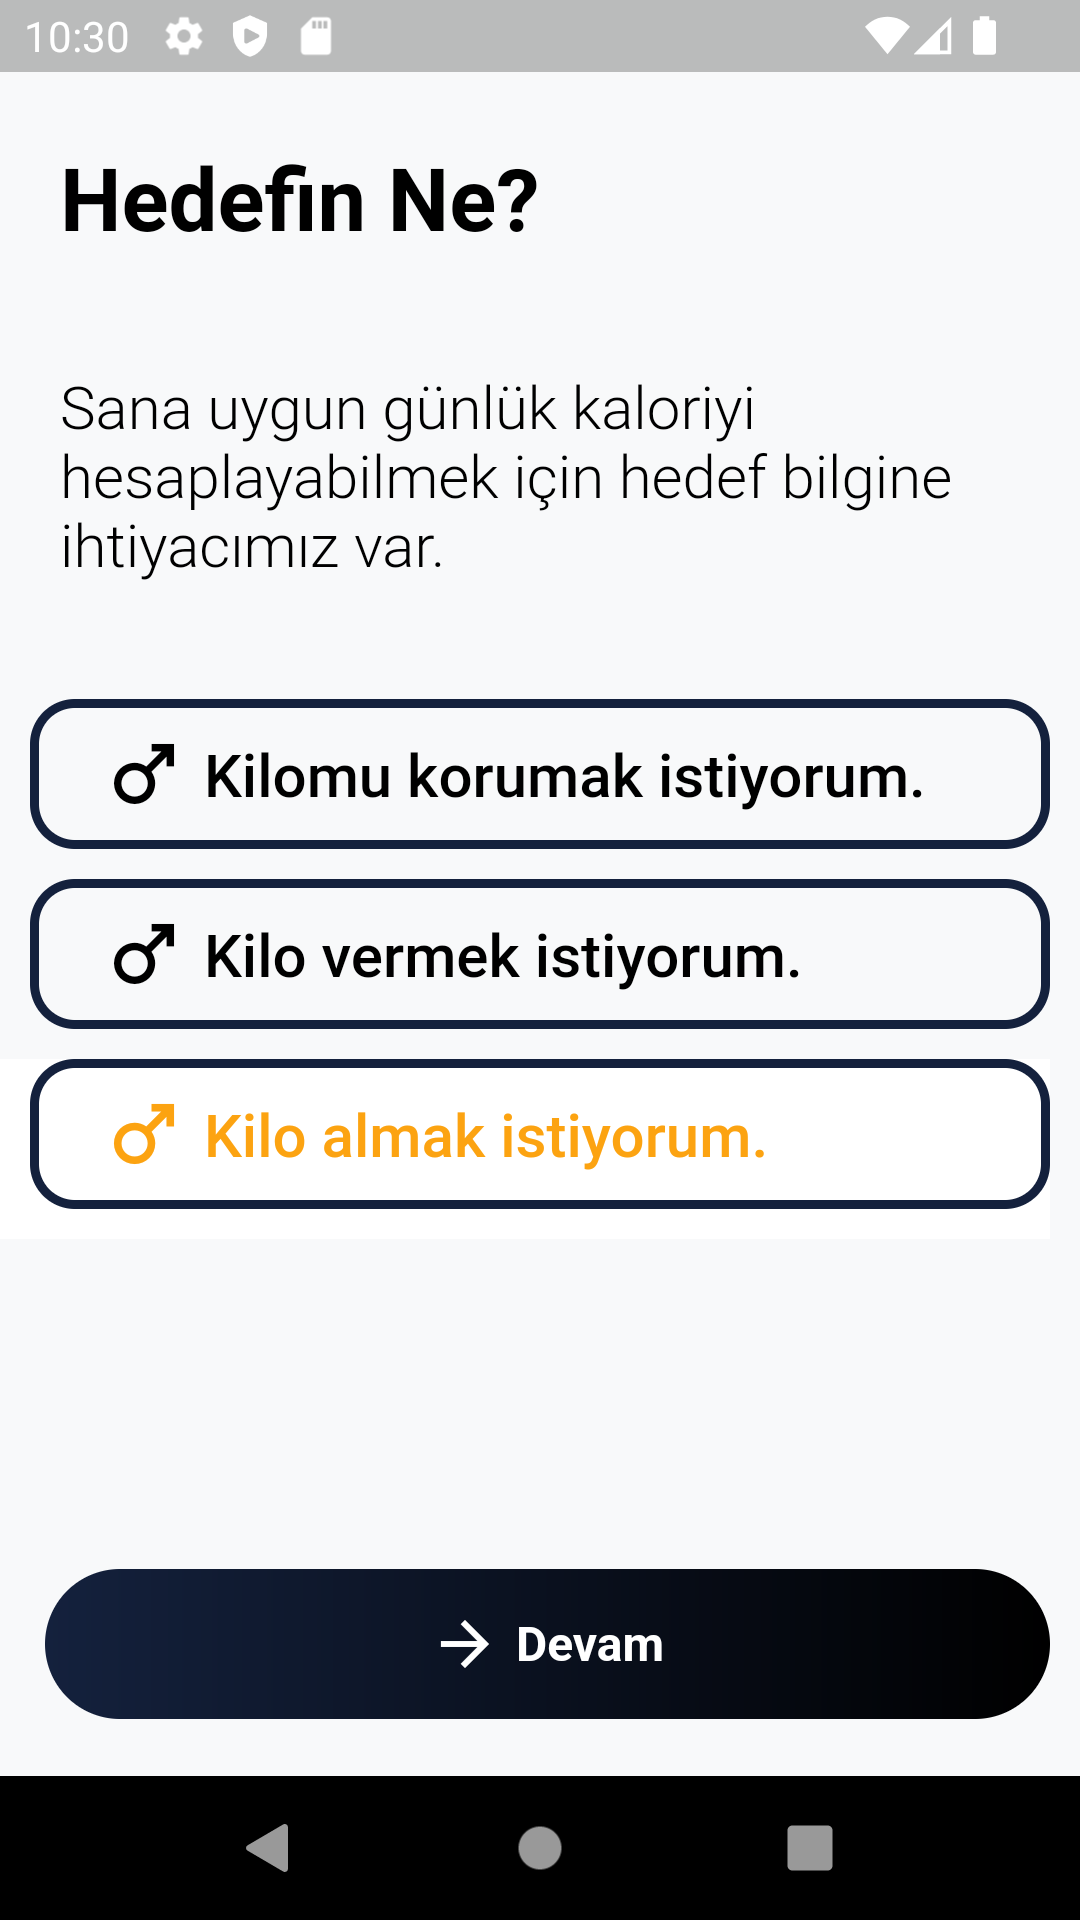 10:30
Hedefin Ne?
Sana uygun günlük kaloriyi
hesaplayabilmek için hedef bilgine
ihtiyacımız var.
Kilomu korumak istiyorum.
Kilo vermek istiyorum.
Kilo almak istiyorum.
Devam